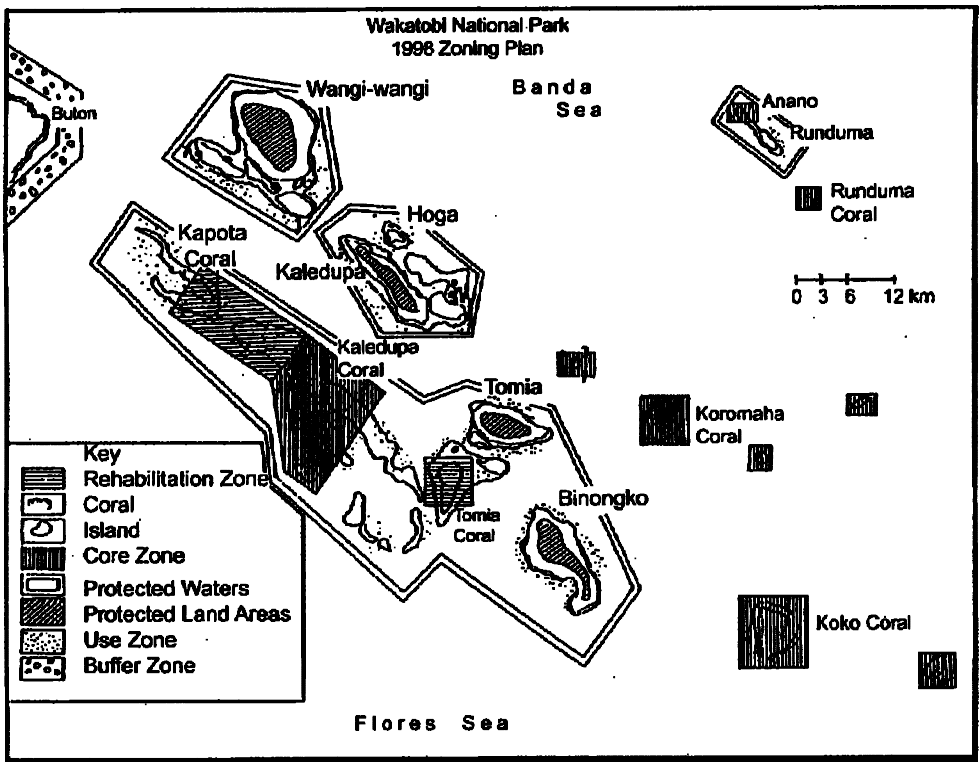 Wakatobi National Park
1996 Zoning Plan
Wangi-wangi
Banda
Sea
Buton
Anano
Runduma
Runduma
Coral
Hoga
Kapota
Coral
Kaledupa
0 3 6 12 km
Kaledupa
Coral
Tomia
Koromaha
Coral
Binongko
Tomia
Coral
Koko Coral
Key
Rehabilitation Zone
Coral
Island
Core Zone
Protected Waters
Protected Land Areas
Use Zone
Buffer Zone
Flores Sea